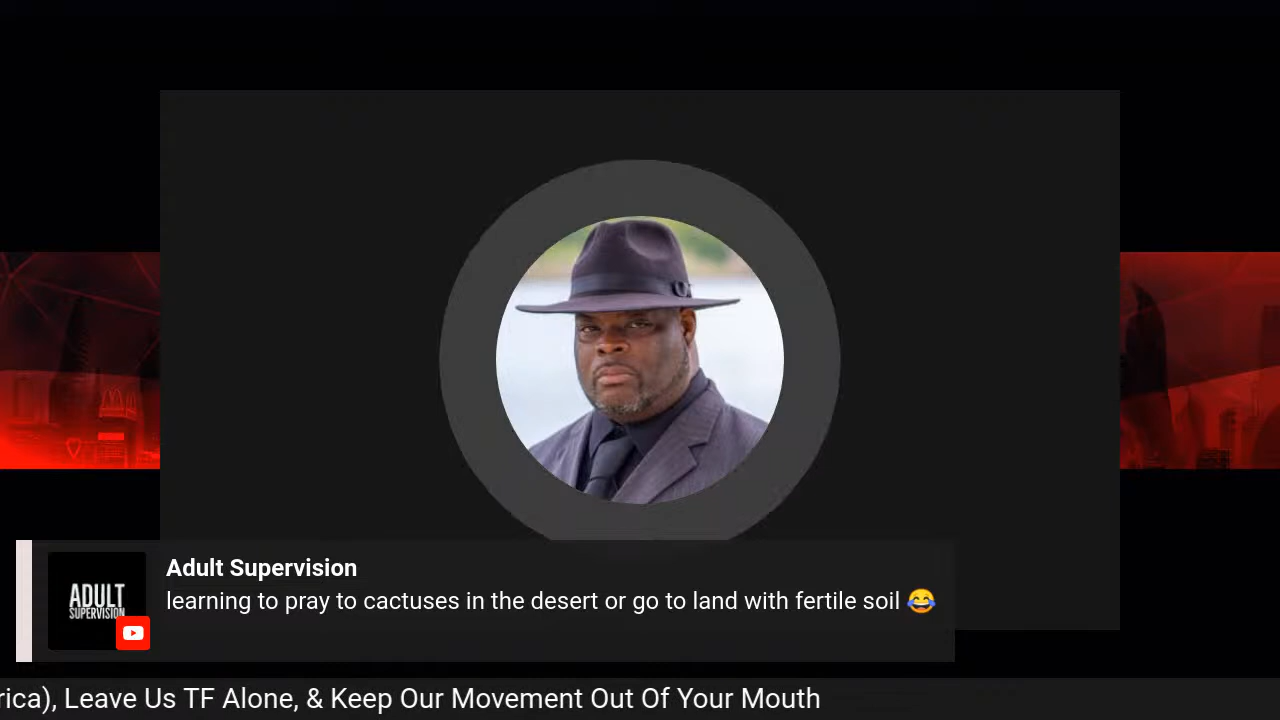 Adult Supervision
learning to pray to cactuses in the desert or go to land with fertile soil 😂
ADULT
SUPERVISION
rica), Leave Us TF Alone, & Keep Our Movement Out Of Your Mouth